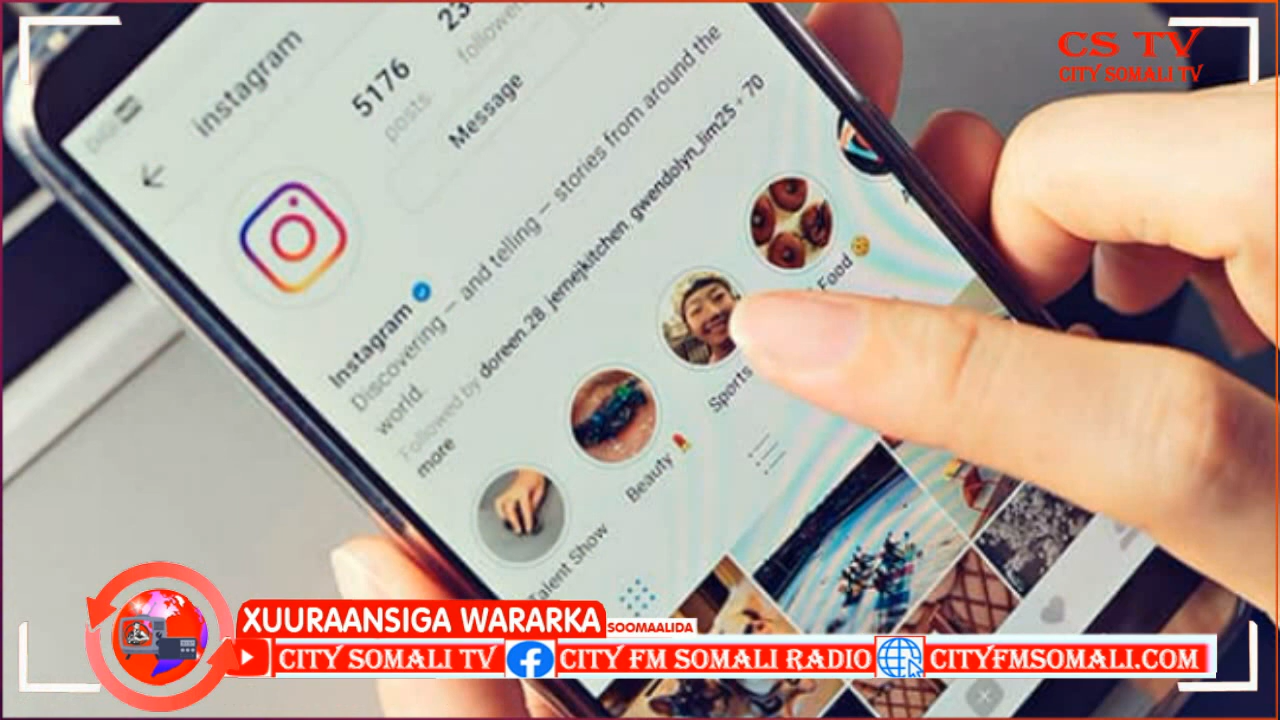 CS TV
CITY SOMALI TV
instagram
5176
posts
23
followers
Message
Instagram
Discovering — and telling — stories from around the
world.
Followed by doreen.28, jernejkitchen, gwendolyn_lim25 + 70
more
Talent Show
Beauty
Sports
Food
XUURAANSIGA WARARKA
SOOMAALIDA
CITY SOMALI TV
CITY FM SOMALI RADIO
CITYFMSOMALI.COM